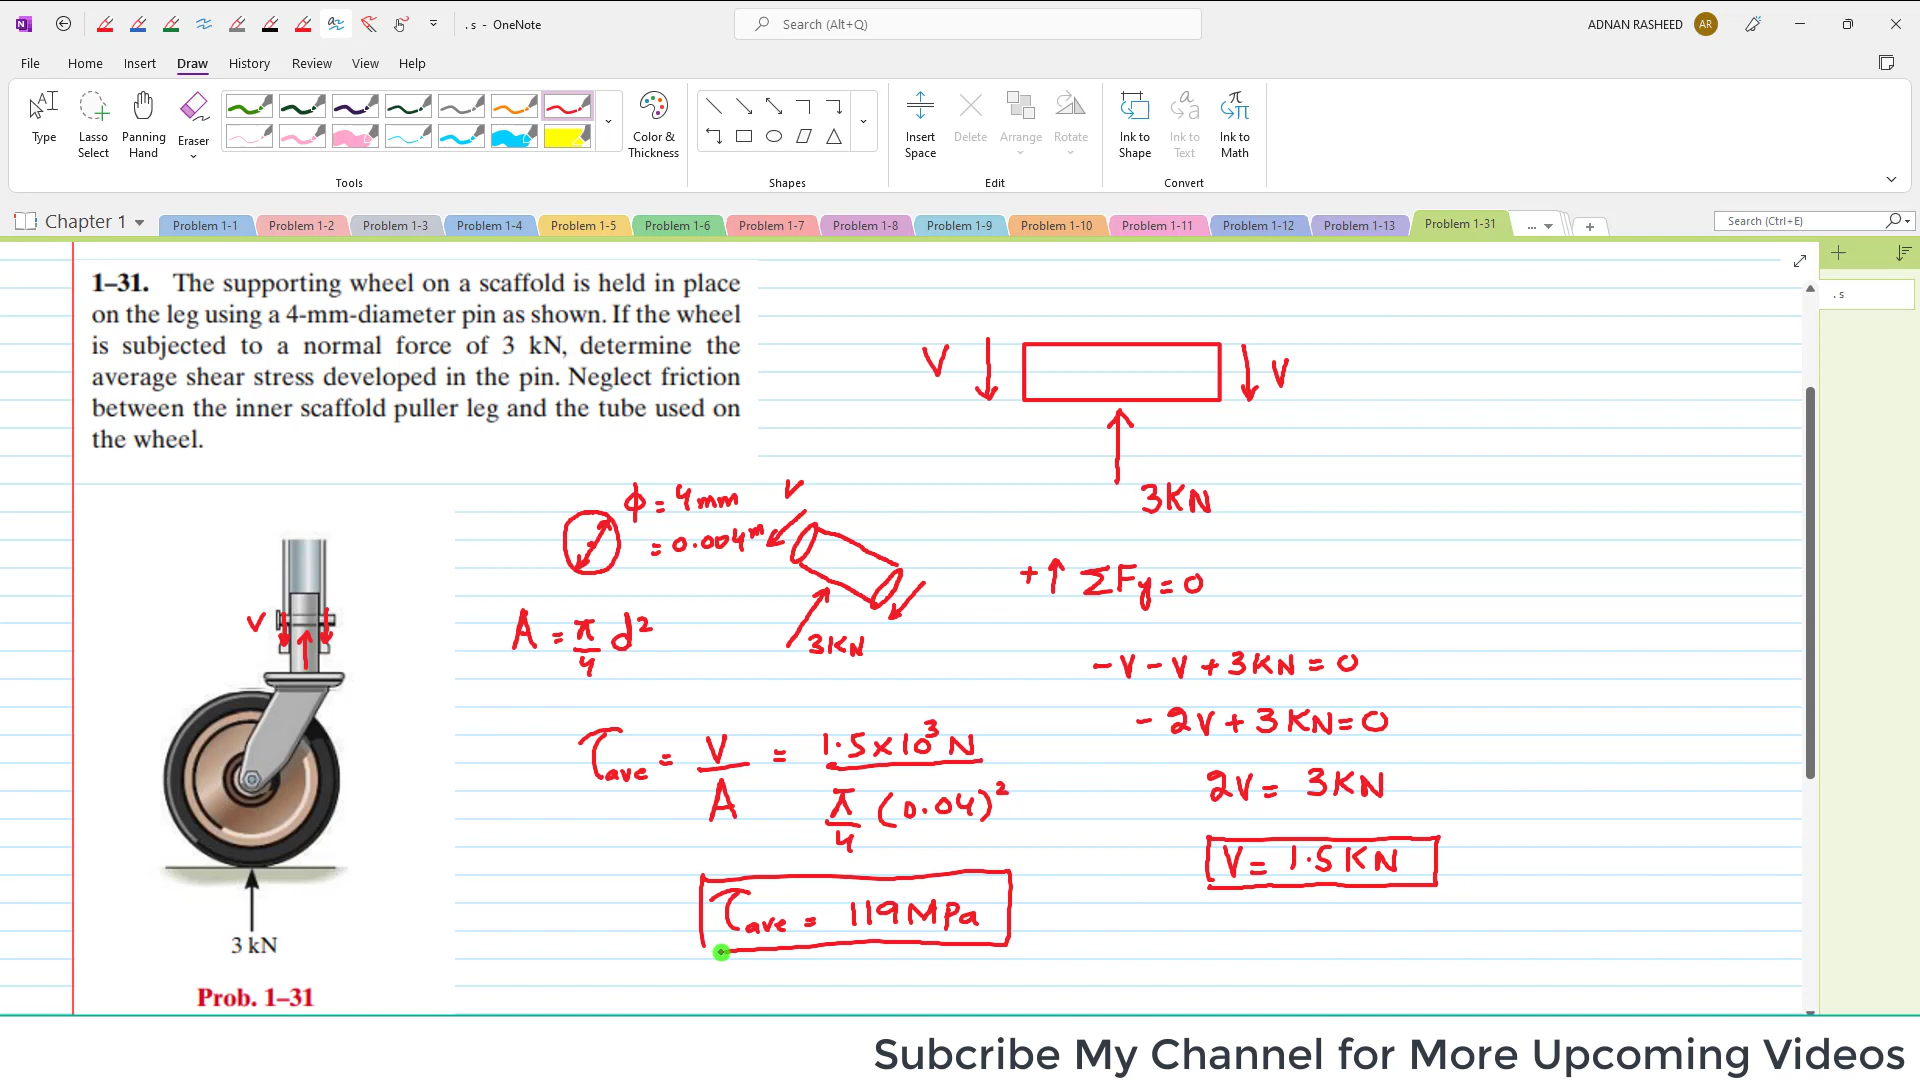 . s - OneNote
Search (Alt+Q)
ADNAN RASHEED
AR
File Home Insert Draw History Review View Help
Type
Lasso Select
Panning Hand
Eraser
Color & Thickness
Insert Space
Delete
Arrange
Rotate
Ink to Shape
Ink to Text
Ink to Math
Tools
Shapes
Edit
Convert
Chapter 1
Problem 1-1 Problem 1-2 Problem 1-3 Problem 1-4 Problem 1-5 Problem 1-6 Problem 1-7 Problem 1-8 Problem 1-9 Problem 1-10 Problem 1-11 Problem 1-12 Problem 1-13 Problem 1-31 ...
Search (Ctrl+E)
. s
1–31. The supporting wheel on a scaffold is held in place
on the leg using a 4-mm-diameter pin as shown. If the wheel
is subjected to a normal force of 3 kN, determine the
average shear stress developed in the pin. Neglect friction
between the inner scaffold puller leg and the tube used on
the wheel.
V V
3KN
ϕ = 4mm
= 0.004m
V
3KN
A = π/4 d²
V
+↑ ΣFy = 0
-V - V + 3KN = 0
- 2V + 3KN = 0
2V = 3KN
V = 1.5KN
τave = V/A = 1.5×10³ N / π/4 (0.04)²
τave = 119MPa
3 kN
Prob. 1–31
Subcribe My Channel for More Upcoming Videos